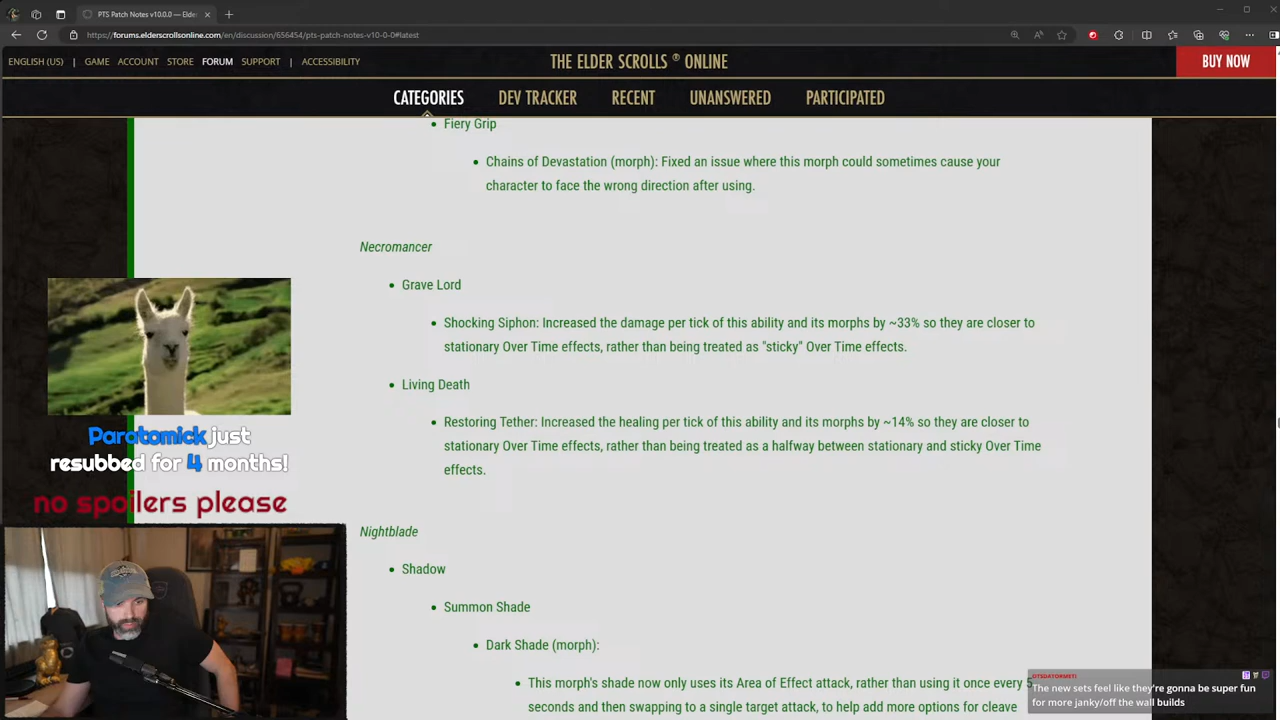 PTS Patch Notes v10.0.0 — Elder
https://forums.elderscrollsonline.com/en/discussion/656454/pts-patch-notes-v10-0-0#latest
ENGLISH (US) | GAME ACCOUNT STORE FORUM SUPPORT | ACCESSIBILITY
THE ELDER SCROLLS ® ONLINE
BUY NOW
CATEGORIES DEV TRACKER RECENT UNANSWERED PARTICIPATED
• Fiery Grip
• Chains of Devastation (morph): Fixed an issue where this morph could sometimes cause your
character to face the wrong direction after using.
Necromancer
• Grave Lord
• Shocking Siphon: Increased the damage per tick of this ability and its morphs by ~33% so they are closer to
stationary Over Time effects, rather than being treated as "sticky" Over Time effects.
• Living Death
• Restoring Tether: Increased the healing per tick of this ability and its morphs by ~14% so they are closer to
stationary Over Time effects, rather than being treated as a halfway between stationary and sticky Over Time
effects.
Paratomick just
resubbed for 4 months!
no spoilers please
Nightblade
• Shadow
• Summon Shade
• Dark Shade (morph):
• This morph's shade now only uses its Area of Effect attack, rather than using it once every 5
seconds and then swapping to a single target attack, to help add more options for cleave
The new sets feel like they're gonna be super fun
for more janky/off the wall builds